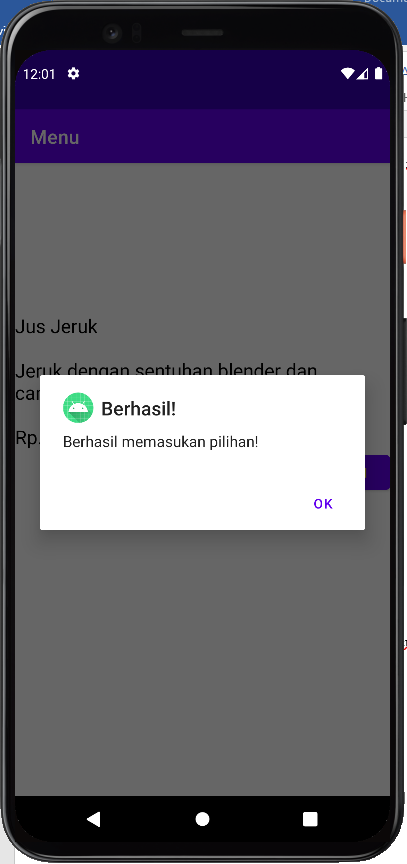 12:01
Menu
Jus Jeruk
Jeruk dengan sentuhan blender dan
Rp.
Berhasil!
Berhasil memasukan pilihan!
OK